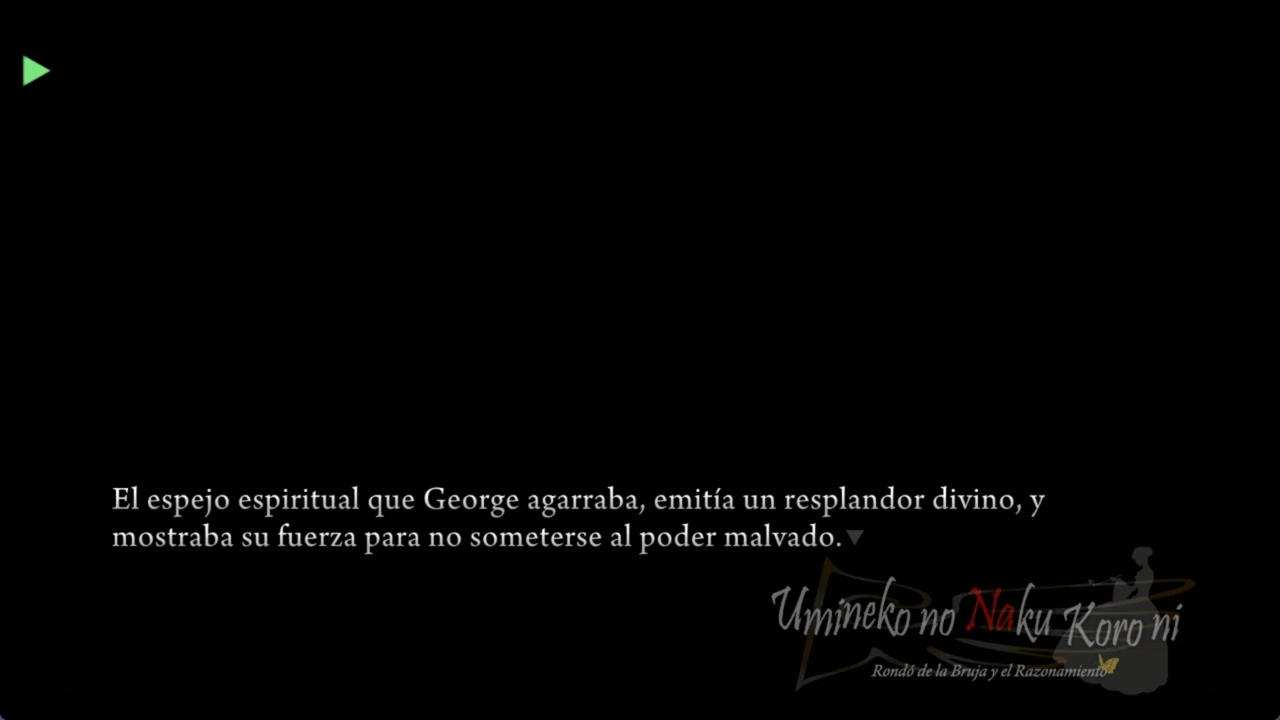 El espejo espiritual que George agarraba, emitía un resplandor divino, y
mostraba su fuerza para no someterse al poder malvado.
Umineko no Naku Koro ni
Rondó de la Bruja y el Razonamiento